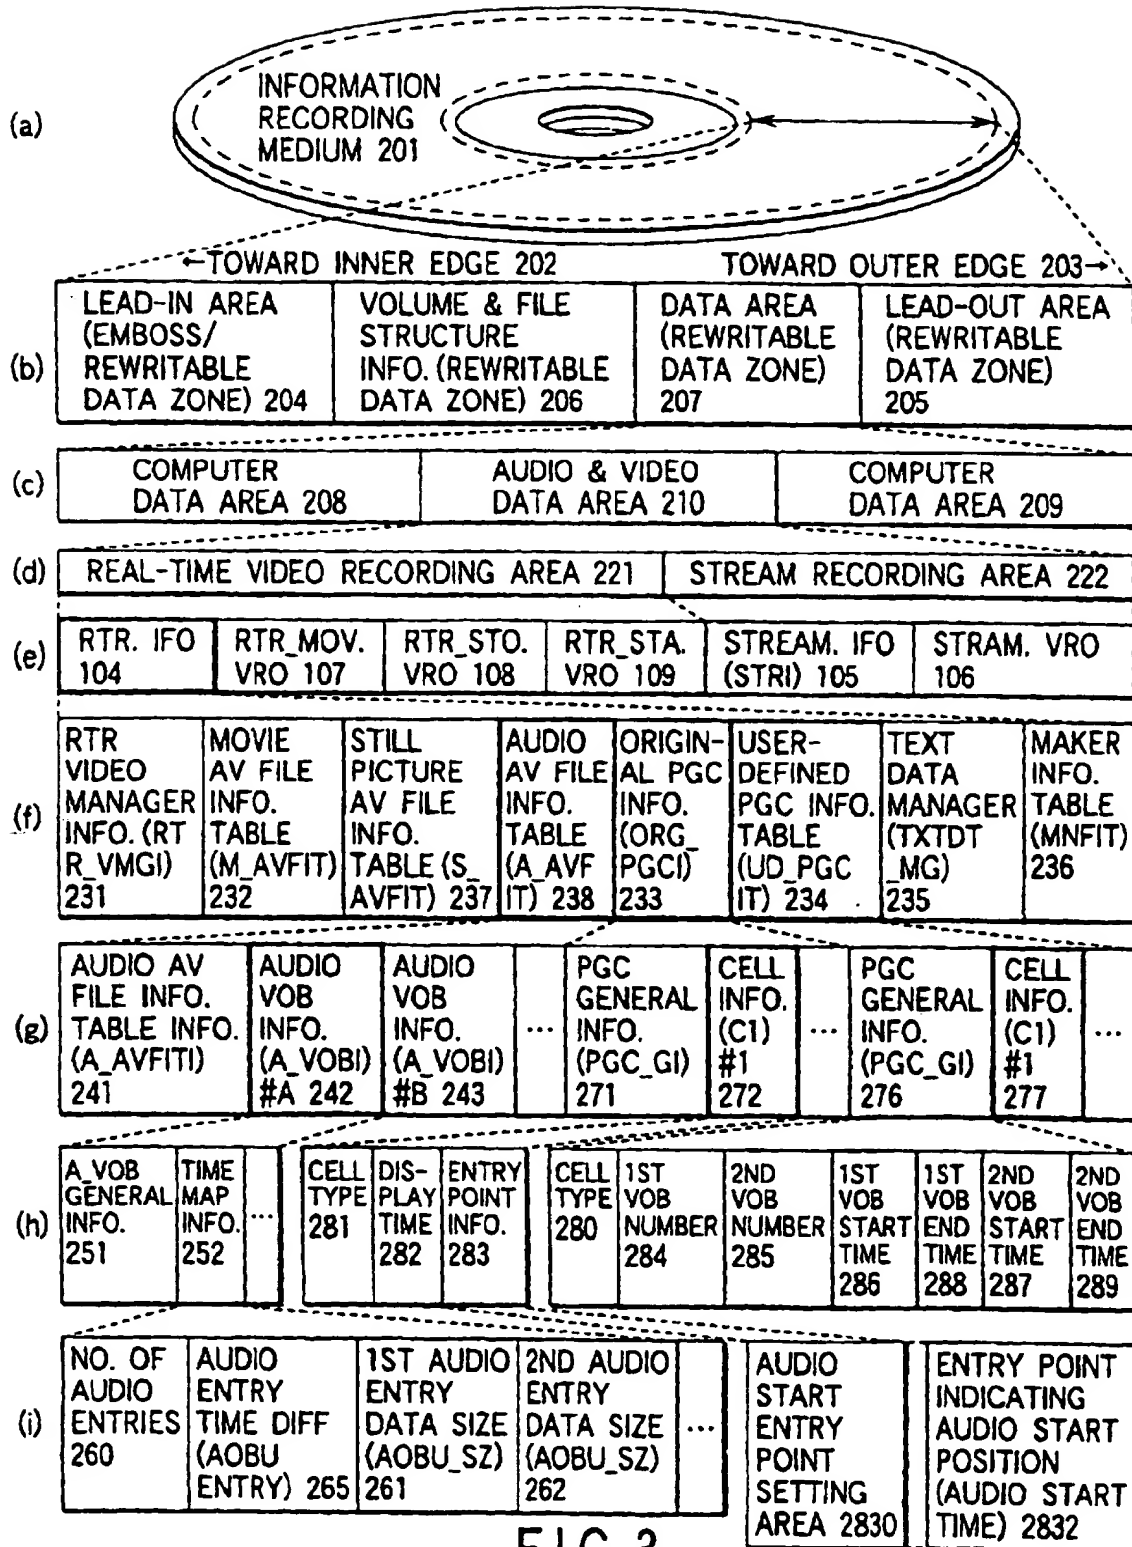 (a)
INFORMATION
RECORDING
MEDIUM 201
←TOWARD INNER EDGE 202
TOWARD OUTER EDGE 203→
(b)
LEAD-IN AREA
(EMBOSS/
REWRITABLE
DATA ZONE) 204
VOLUME & FILE
STRUCTURE
INFO. (REWRITABLE
DATA ZONE) 206
DATA AREA
(REWRITABLE
DATA ZONE)
207
LEAD-OUT AREA
(REWRITABLE
DATA ZONE)
205
(c)
COMPUTER
DATA AREA 208
AUDIO & VIDEO
DATA AREA 210
COMPUTER
DATA AREA 209
(d)
REAL-TIME VIDEO RECORDING AREA 221
STREAM RECORDING AREA 222
(e)
RTR. IFO
104
RTR_MOV.
VRO 107
RTR_STO.
VRO 108
RTR_STA.
VRO 109
STREAM. IFO
(STRI) 105
STRAM. VRO
106
(f)
RTR
VIDEO
MANAGER
INFO. (RT
R_VMGI)
231
MOVIE
AV FILE
INFO.
TABLE
(M_AVFIT)
232
STILL
PICTURE
AV FILE
INFO.
TABLE (S_
AVFIT) 237
AUDIO
AV FILE
INFO.
TABLE
(A_AVF
IT) 238
ORIGIN-
AL PGC
INFO.
(ORG_
PGCI)
233
USER-
DEFINED
PGC INFO.
TABLE
(UD_PGC
IT) 234
TEXT
DATA
MANAGER
(TXTDT
_MG)
235
MAKER
INFO.
TABLE
(MNFIT)
236
(g)
AUDIO AV
FILE INFO.
TABLE INFO.
(A_AVFITI)
241
AUDIO
VOB
INFO.
(A_VOBI)
#A 242
AUDIO
VOB
INFO.
(A_VOBI)
#B 243
...
PGC
GENERAL
INFO.
(PGC_GI)
271
CELL
INFO.
(C1)
#1
272
...
PGC
GENERAL
INFO.
(PGC_GI)
276
CELL
INFO.
(C1)
#1
277
...
(h)
A_VOB
GENERAL
INFO.
251
TIME
MAP
INFO.
252
...
CELL
TYPE
281
DIS-
PLAY
TIME
282
ENTRY
POINT
INFO.
283
CELL
TYPE
280
1ST
VOB
NUMBER
284
2ND
VOB
NUMBER
285
1ST
VOB
START
TIME
286
1ST
VOB
END
TIME
288
2ND
VOB
START
TIME
287
2ND
VOB
END
TIME
289
(i)
NO. OF
AUDIO
ENTRIES
260
AUDIO
ENTRY
TIME DIFF
(AOBU
ENTRY) 265
1ST AUDIO
ENTRY
DATA SIZE
(AOBU_SZ)
261
2ND AUDIO
ENTRY
DATA SIZE
(AOBU_SZ)
262
...
AUDIO
START
ENTRY
POINT
SETTING
AREA 2830
ENTRY POINT
INDICATING
AUDIO START
POSITION
(AUDIO START
TIME) 2832